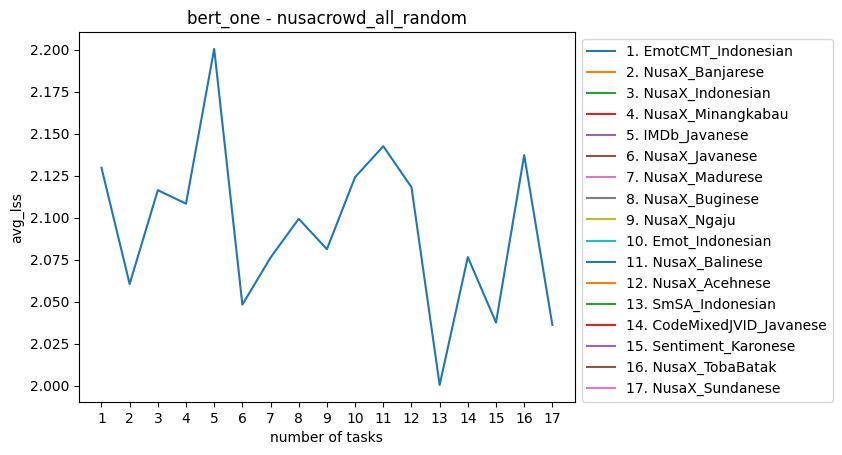 bert_one - nusacrowd_all_random
avg_lss
2.200
2.175
2.150
2.125
2.100
2.075
2.050
2.025
2.000
1 2 3 4 5 6 7 8 9 10 11 12 13 14 15 16 17
number of tasks
1. EmotCMT_Indonesian
2. NusaX_Banjarese
3. NusaX_Indonesian
4. NusaX_Minangkabau
5. IMDb_Javanese
6. NusaX_Javanese
7. NusaX_Madurese
8. NusaX_Buginese
9. NusaX_Ngaju
10. Emot_Indonesian
11. NusaX_Balinese
12. NusaX_Acehnese
13. SmSA_Indonesian
14. CodeMixedJVID_Javanese
15. Sentiment_Karonese
16. NusaX_TobaBatak
17. NusaX_Sundanese